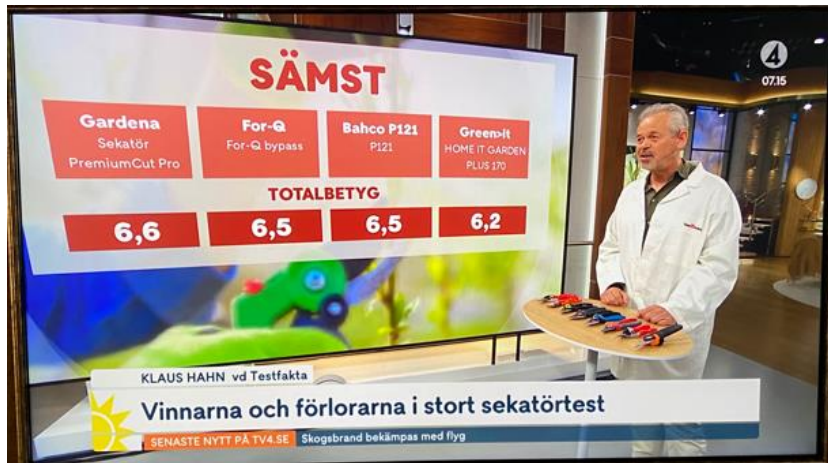 4
07.15
SÄMST
Gardena
Sekatör
PremiumCut Pro
For-Q
For-Q bypass
Bahco P121
P121
Green>it
HOME IT GARDEN
PLUS 170
TOTALBETYG
6,6 6,5 6,5 6,2
KLAUS HAHN vd Testfakta
Vinnarna och förlorarna i stort sekatörtest
SENASTE NYTT PÅ TV4.SE Skogsbrand bekämpas med flyg